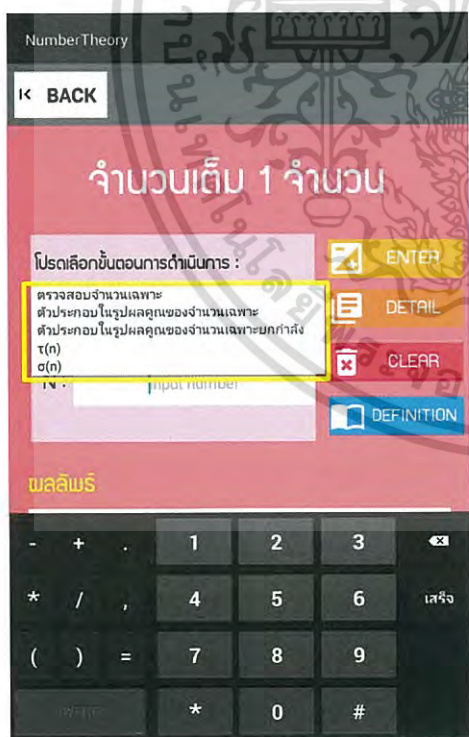 NumberTheory
BACK
จำนวนเต็ม 1 จำนวน
โปรดเลือกขั้นตอนการดำเนินการ :
ENTER
ตรวจสอบจำนวนเฉพาะ
ตัวประกอบในรูปผลคูณของจำนวนเฉพาะ
ตัวประกอบในรูปผลคูณของจำนวนเฉพาะยกกำลัง
τ(n)
σ(n)
DETAIL
CLEAR
N : input number
DEFINITION
ผลลัพธ์
- + . 1 2 3
* / , 4 5 6 เสร็จ
( ) = 7 8 9
* 0 #